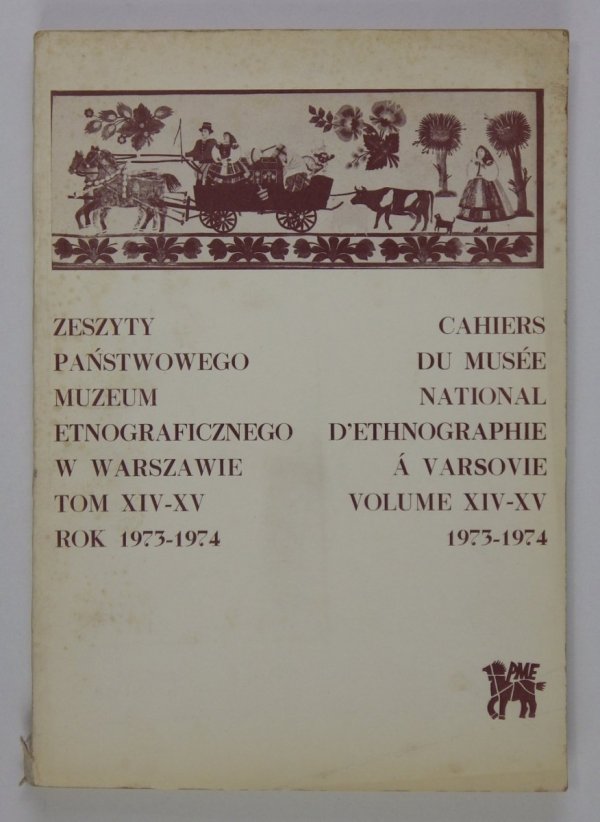 ZESZYTY
PAŃSTWOWEGO
MUZEUM
ETNOGRAFICZNEGO
W WARSZAWIE
TOM XIV-XV
ROK 1973-1974
CAHIERS
DU MUSÉE
NATIONAL
D'ETHNOGRAPHIE
Á VARSOVIE
VOLUME XIV-XV
1973-1974
PME